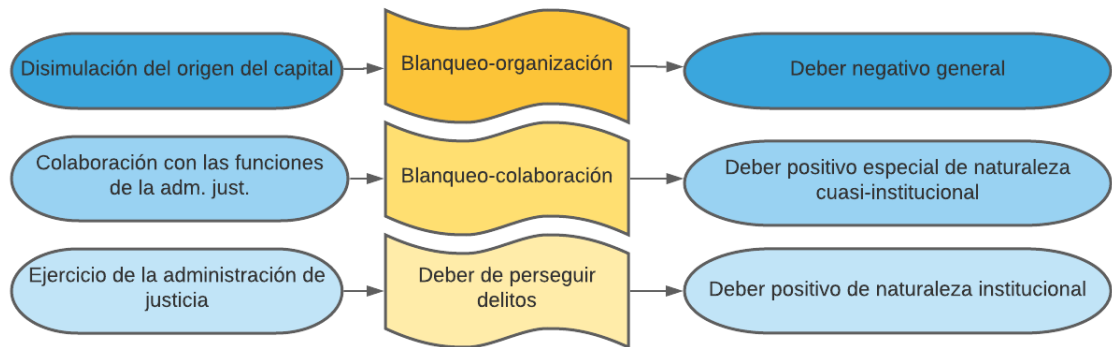 Disimulación del origen del capital
Blanqueo-organización
Deber negativo general
Colaboración con las funciones
de la adm. just.
Blanqueo-colaboración
Deber positivo especial de naturaleza
cuasi-institucional
Ejercicio de la administración de
justicia
Deber de perseguir
delitos
Deber positivo de naturaleza institucional